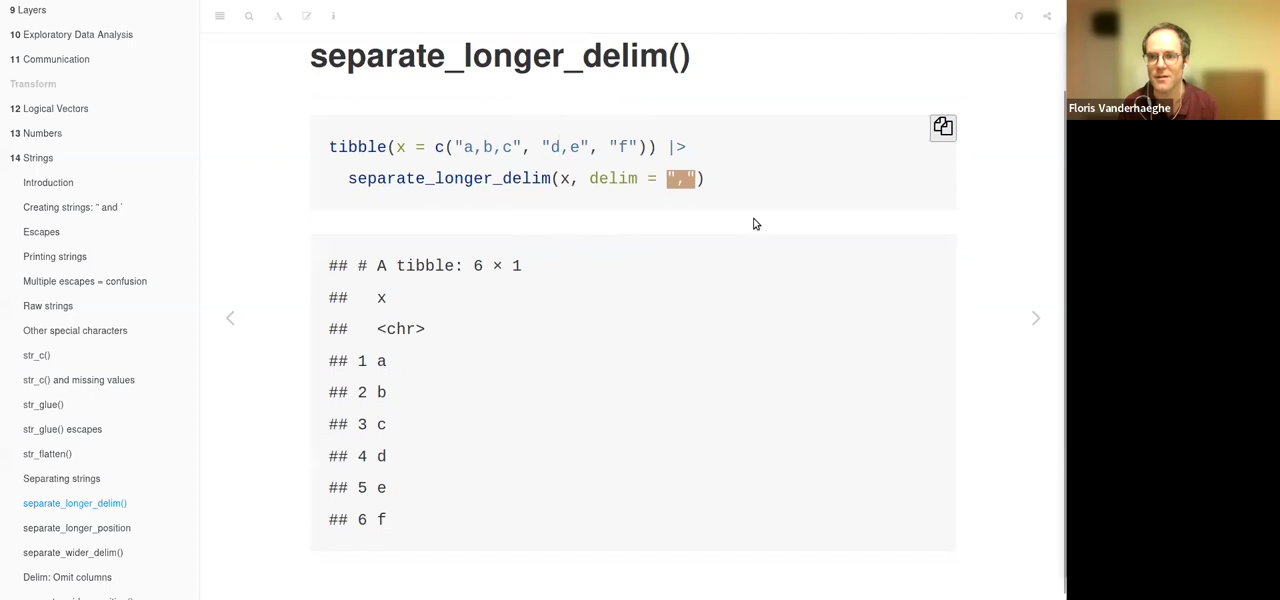 9 Layers
10 Exploratory Data Analysis
11 Communication
Transform
12 Logical Vectors
13 Numbers
14 Strings
Introduction
Creating strings: " and '
Escapes
Printing strings
Multiple escapes = confusion
Raw strings
Other special characters
str_c()
str_c() and missing values
str_glue()
str_glue() escapes
str_flatten()
Separating strings
separate_longer_delim()
separate_longer_position
separate_wider_delim()
Delim: Omit columns
separate_longer_delim()
tibble(x = c("a,b,c", "d,e", "f")) |>
separate_longer_delim(x, delim = ",")
## # A tibble: 6 × 1
## x
## <chr>
## 1 a
## 2 b
## 3 c
## 4 d
## 5 e
## 6 f
Floris Vanderhaeghe